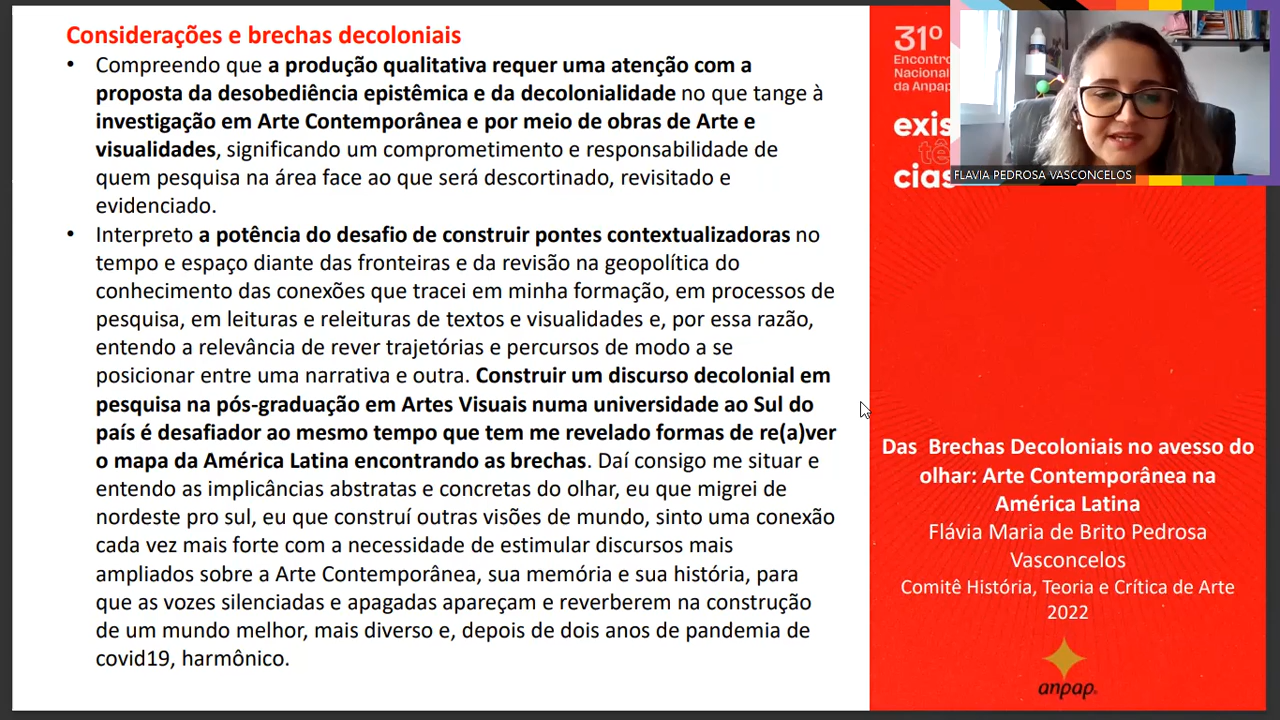 Considerações e brechas decoloniais
• Compreendo que a produção qualitativa requer uma atenção com a
proposta da desobediência epistêmica e da decolonialidade no que tange à
investigação em Arte Contemporânea e por meio de obras de Arte e
visualidades, significando um comprometimento e responsabilidade de
quem pesquisa na área face ao que será descortinado, revisitado e
evidenciado.
• Interpreto a potência do desafio de construir pontes contextualizadoras no
tempo e espaço diante das fronteiras e da revisão na geopolítica do
conhecimento das conexões que tracei em minha formação, em processos de
pesquisa, em leituras e releituras de textos e visualidades e, por essa razão,
entendo a relevância de rever trajetórias e percursos de modo a se
posicionar entre uma narrativa e outra. Construir um discurso decolonial em
pesquisa na pós-graduação em Artes Visuais numa universidade ao Sul do
país é desafiador ao mesmo tempo que tem me revelado formas de re(a)ver
o mapa da América Latina encontrando as brechas. Daí consigo me situar e
entendo as implicâncias abstratas e concretas do olhar, eu que migrei de
nordeste pro sul, eu que construí outras visões de mundo, sinto uma conexão
cada vez mais forte com a necessidade de estimular discursos mais
ampliados sobre a Arte Contemporânea, sua memória e sua história, para
que as vozes silenciadas e apagadas apareçam e reverberem na construção
de um mundo melhor, mais diverso e, depois de dois anos de pandemia de
covid19, harmônico.
31º
Encontro
Nacional
da Anpap
exis
tê
cias
FLAVIA PEDROSA VASCONCELOS
Das Brechas Decoloniais no avesso do
olhar: Arte Contemporânea na
América Latina
Flávia Maria de Brito Pedrosa
Vasconcelos
Comitê História, Teoria e Crítica de Arte
2022
anpap